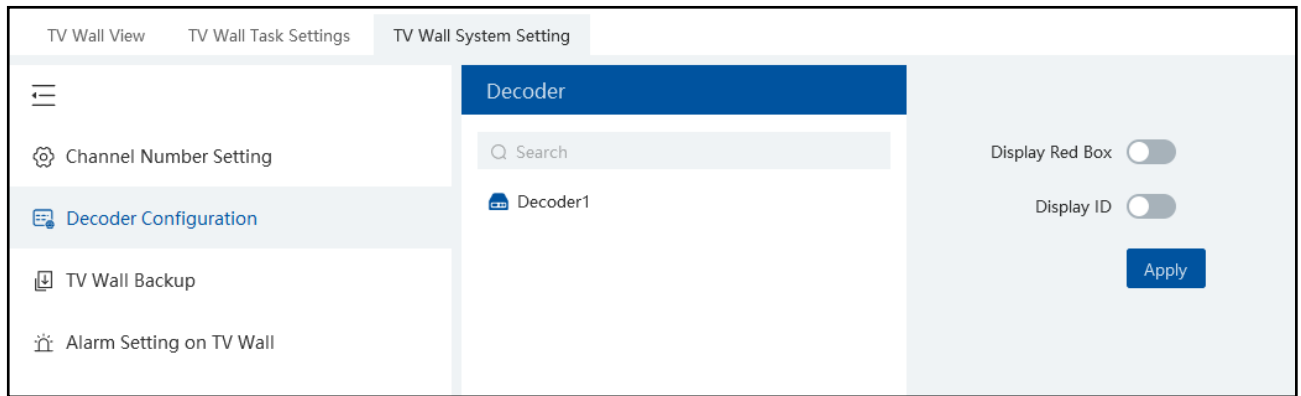 TV Wall View
TV Wall Task Settings
TV Wall System Setting
Channel Number Setting
Decoder Configuration
TV Wall Backup
Alarm Setting on TV Wall
Decoder
Search
Decoder1
Display Red Box
Display ID
Apply